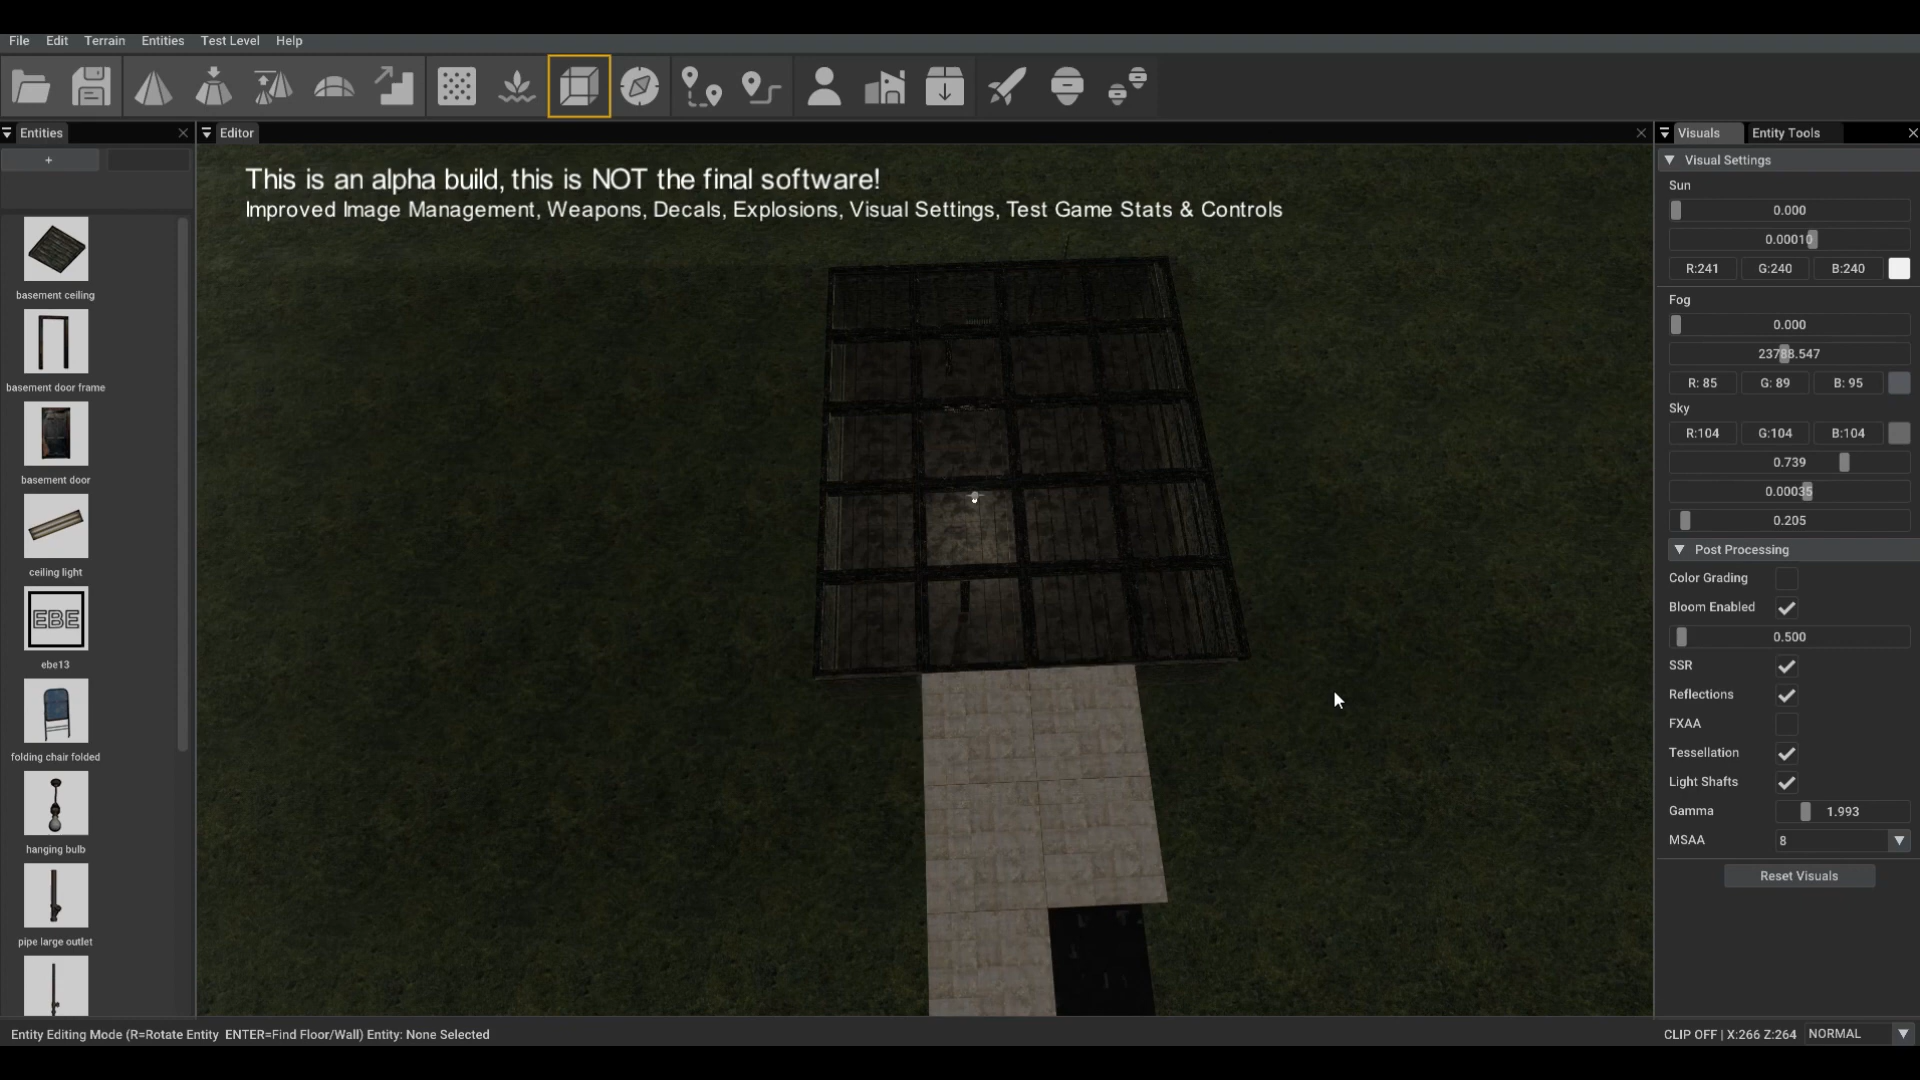 File Edit Terrain Entities Test Level Help
Entities
Editor
Visuals
Entity Tools
+
This is an alpha build, this is NOT the final software!
Improved Image Management, Weapons, Decals, Explosions, Visual Settings, Test Game Stats & Controls
basement ceiling
basement door frame
basement door
ceiling light
EBE
ebe13
folding chair folded
hanging bulb
pipe large outlet
Visual Settings
Sun
0.000
0.00010
R:241 G:240 B:240
Fog
0.000
23788.547
R: 85 G: 89 B: 95
Sky
R:104 G:104 B:104
0.739
0.00035
0.205
Post Processing
Color Grading
Bloom Enabled
0.500
SSR
Reflections
FXAA
Tessellation
Light Shafts
Gamma 1.993
MSAA 8
Reset Visuals
Entity Editing Mode (R=Rotate Entity ENTER=Find Floor/Wall) Entity: None Selected
CLIP OFF | X:266 Z:264 NORMAL